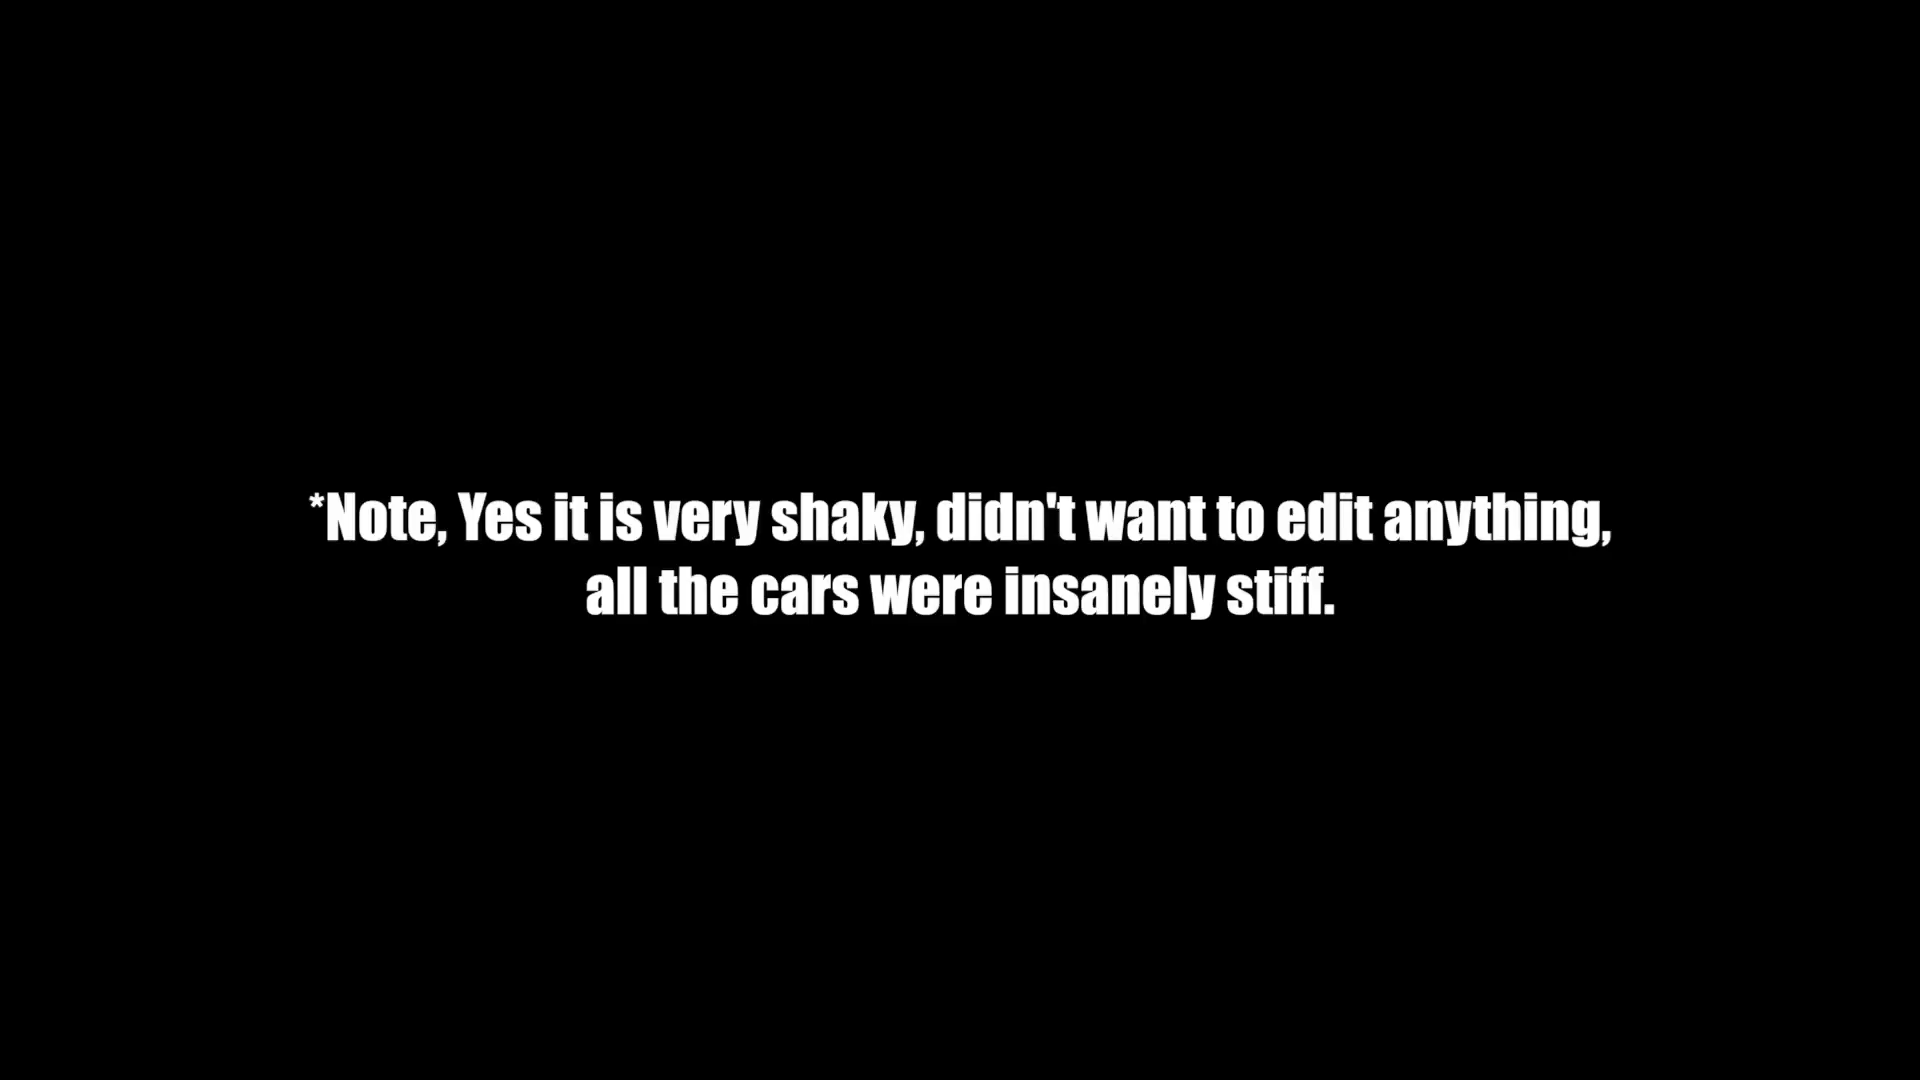 *Note, Yes it is very shaky, didn't want to edit anything,
all the cars were insanely stiff.